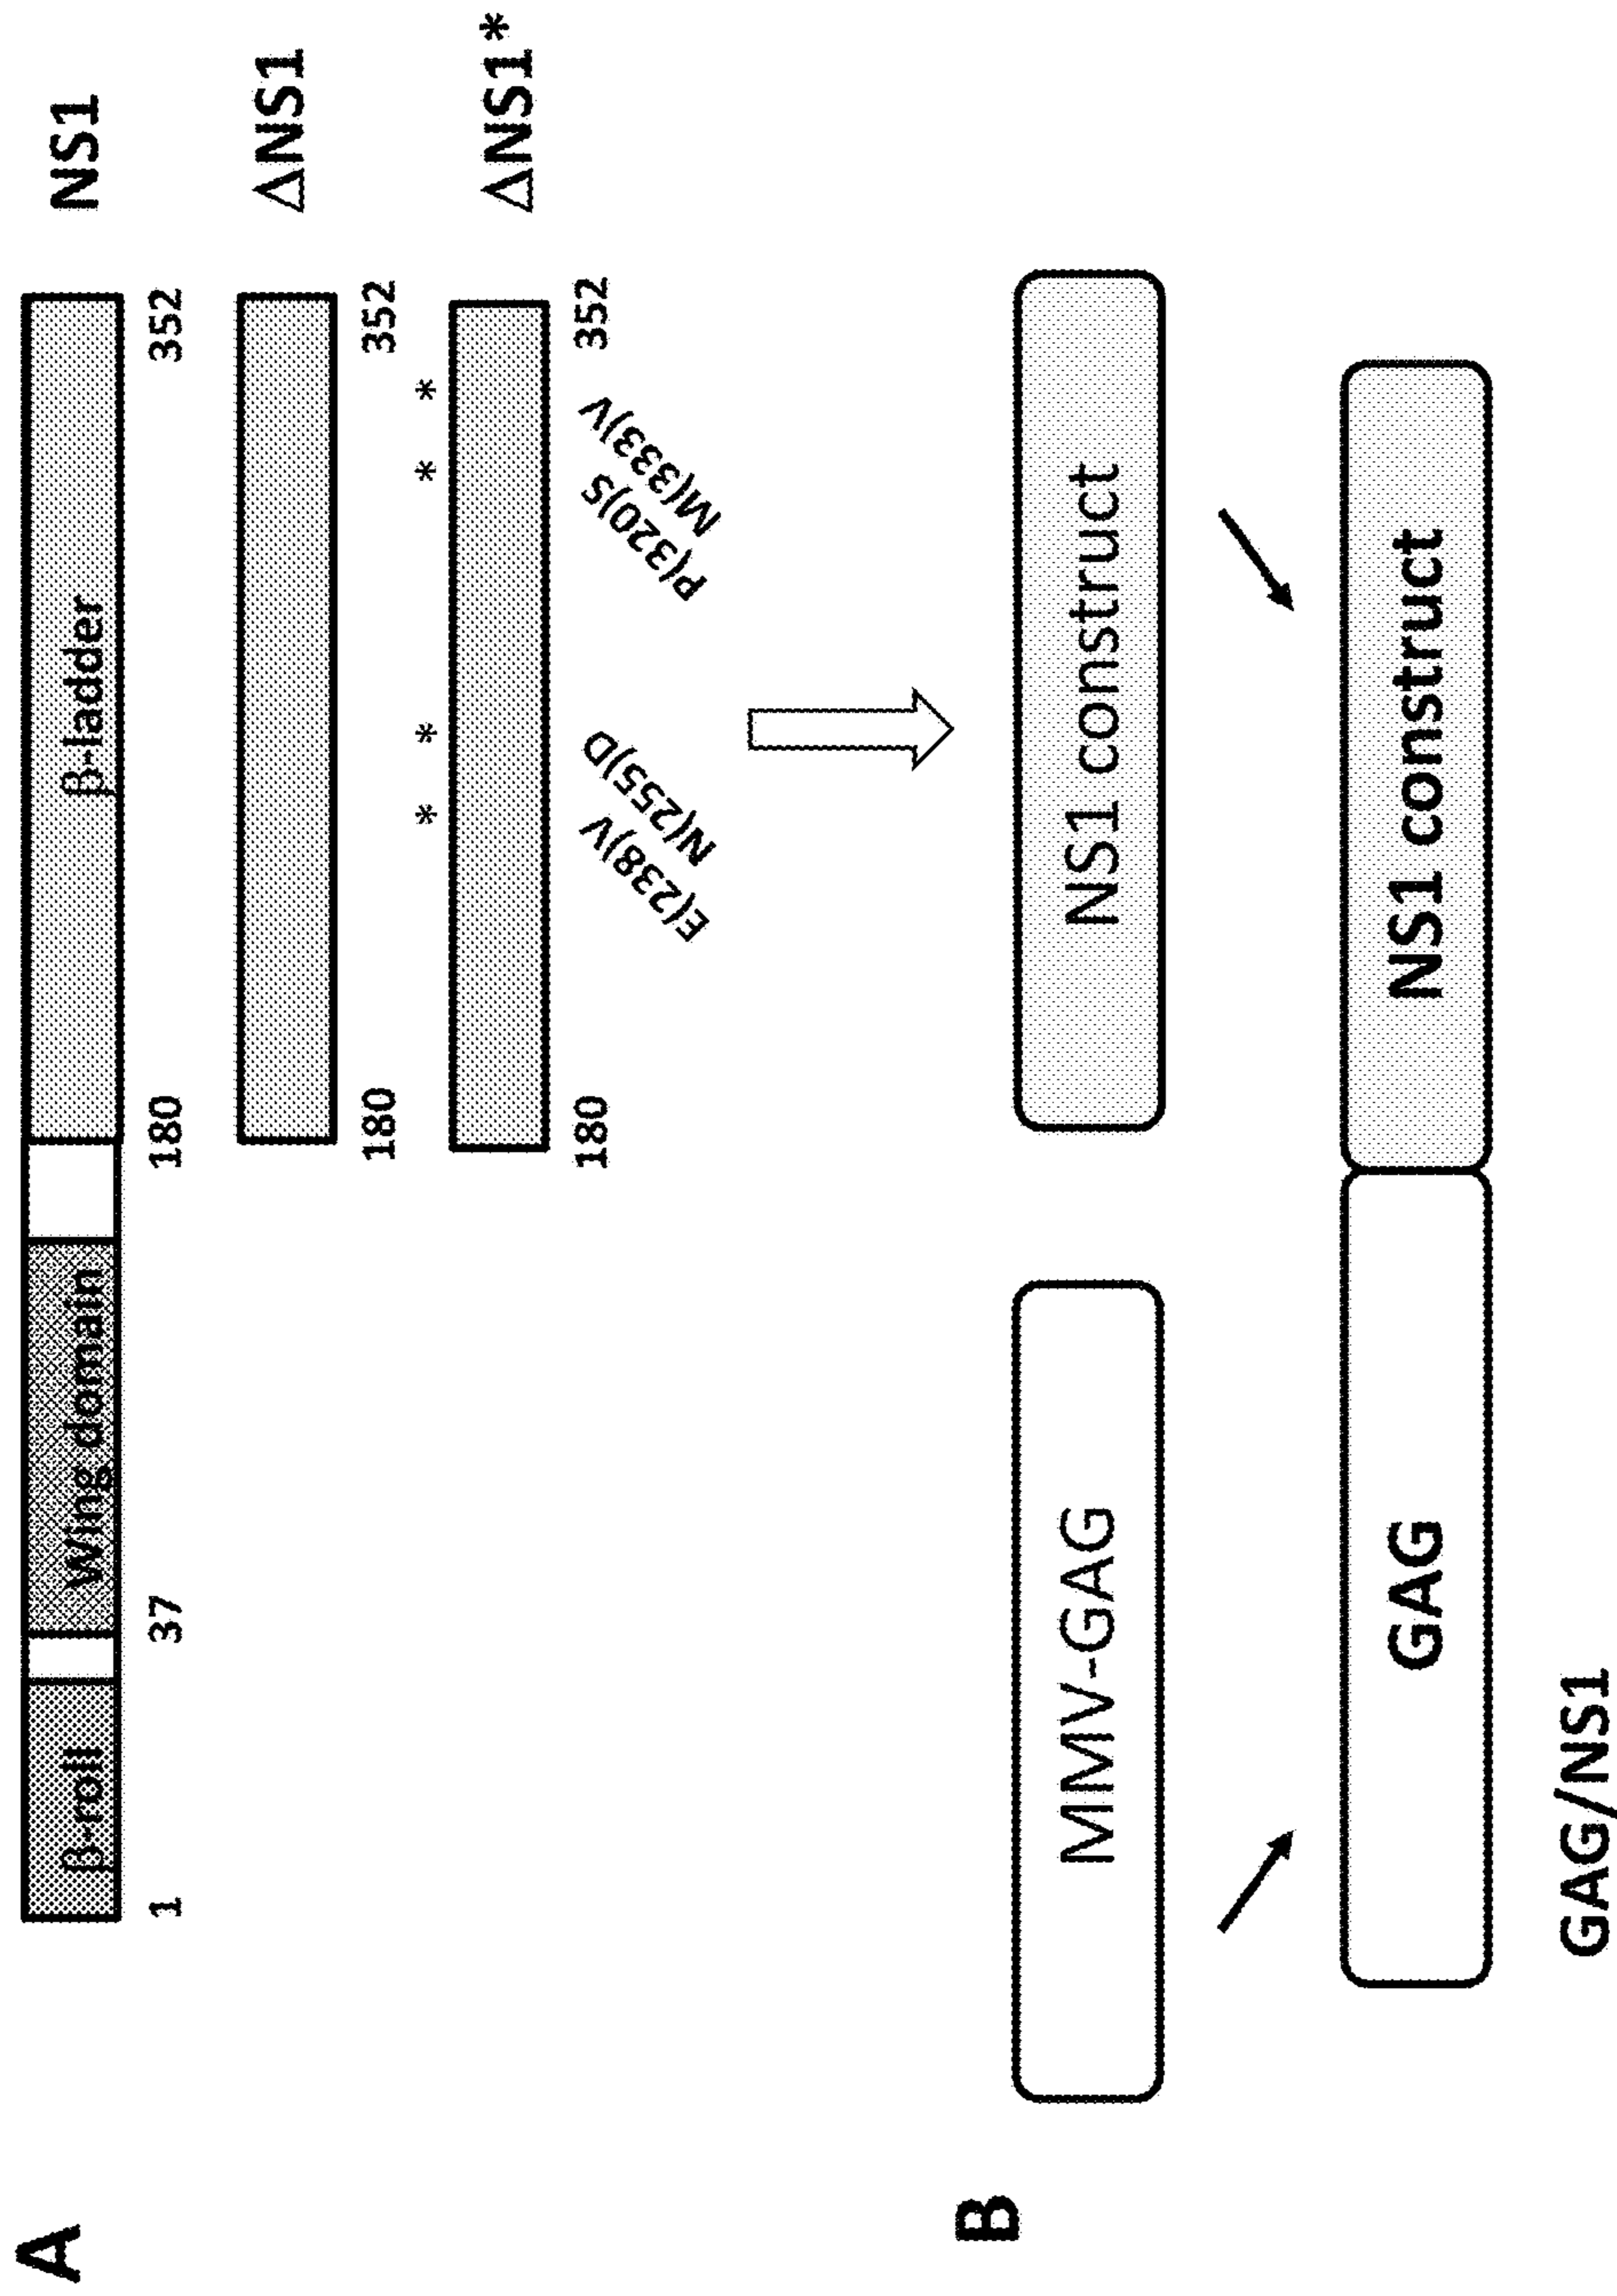 A
β-roll
Wing domain
β-ladder
NS1
1
37
180
352
ΔNS1
180
352
* * * *
ΔNS1*
180
352
E(238)V
N(255)D
P(320)S
M(333)V
B
MMV-GAG
NS1 construct
GAG
NS1 construct
GAG/NS1